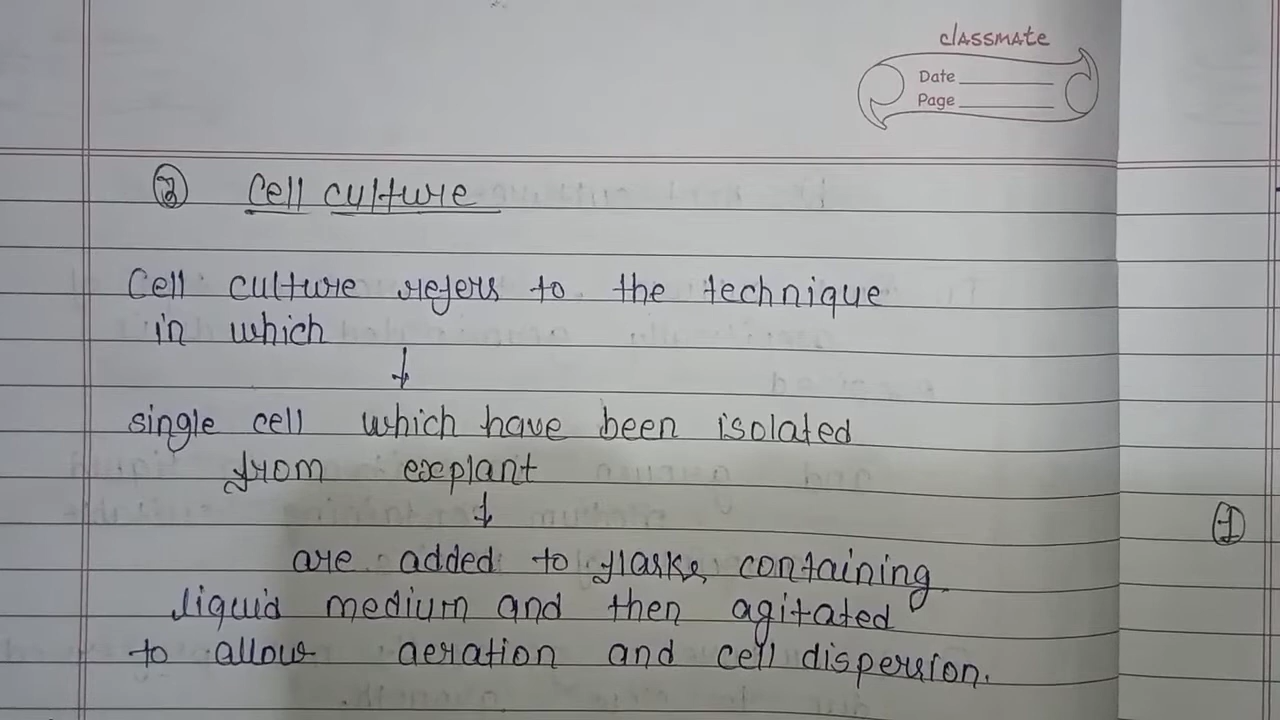 classmate
Date
Page
② Cell culture
Cell culture refers to the technique
in which
↓
single cell which have been isolated
from explant
↓
are added to flasks containing
liquid medium and then agitated
to allow aeration and cell dispersion.
①